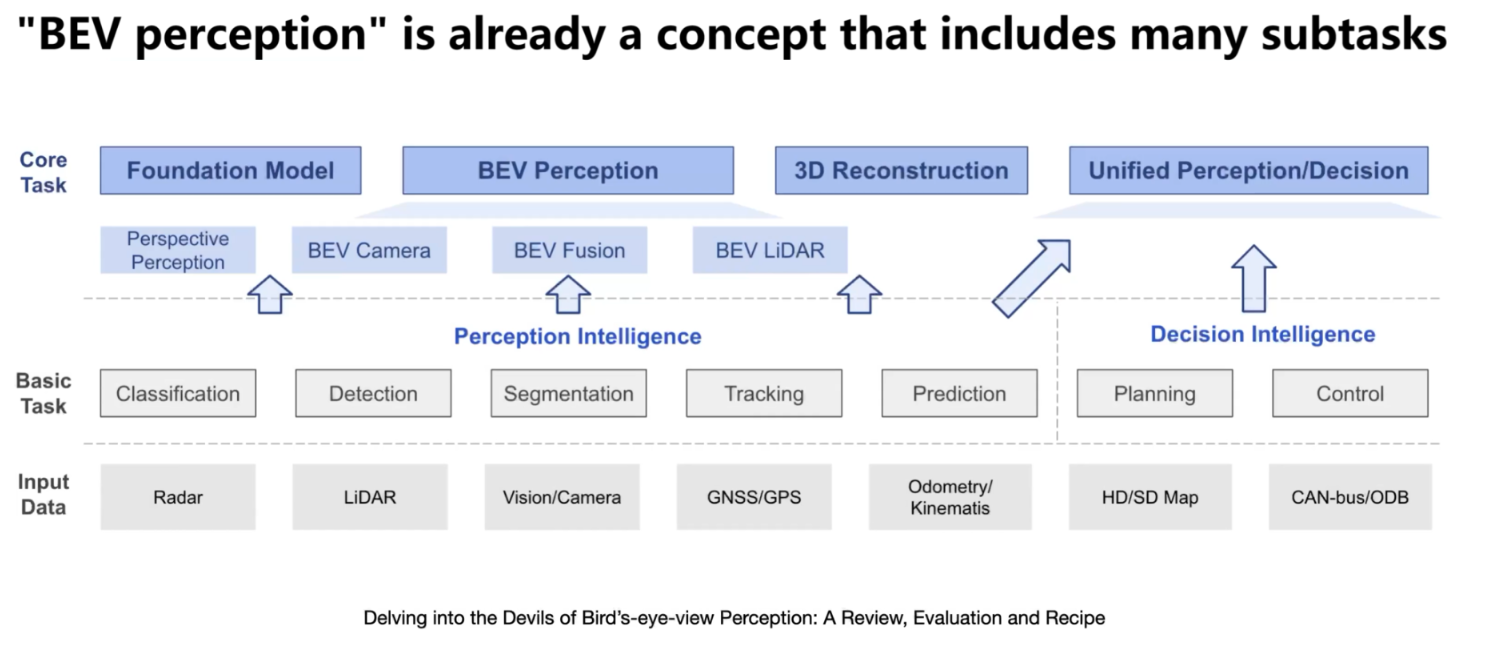 "BEV perception" is already a concept that includes many subtasks
Core
Task
Foundation Model
BEV Perception
3D Reconstruction
Unified Perception/Decision
Perspective
Perception
BEV Camera
BEV Fusion
BEV LiDAR
Perception Intelligence
Decision Intelligence
Basic
Task
Classification
Detection
Segmentation
Tracking
Prediction
Planning
Control
Input
Data
Radar
LiDAR
Vision/Camera
GNSS/GPS
Odometry/
Kinematis
HD/SD Map
CAN-bus/ODB
Delving into the Devils of Bird's-eye-view Perception: A Review, Evaluation and Recipe